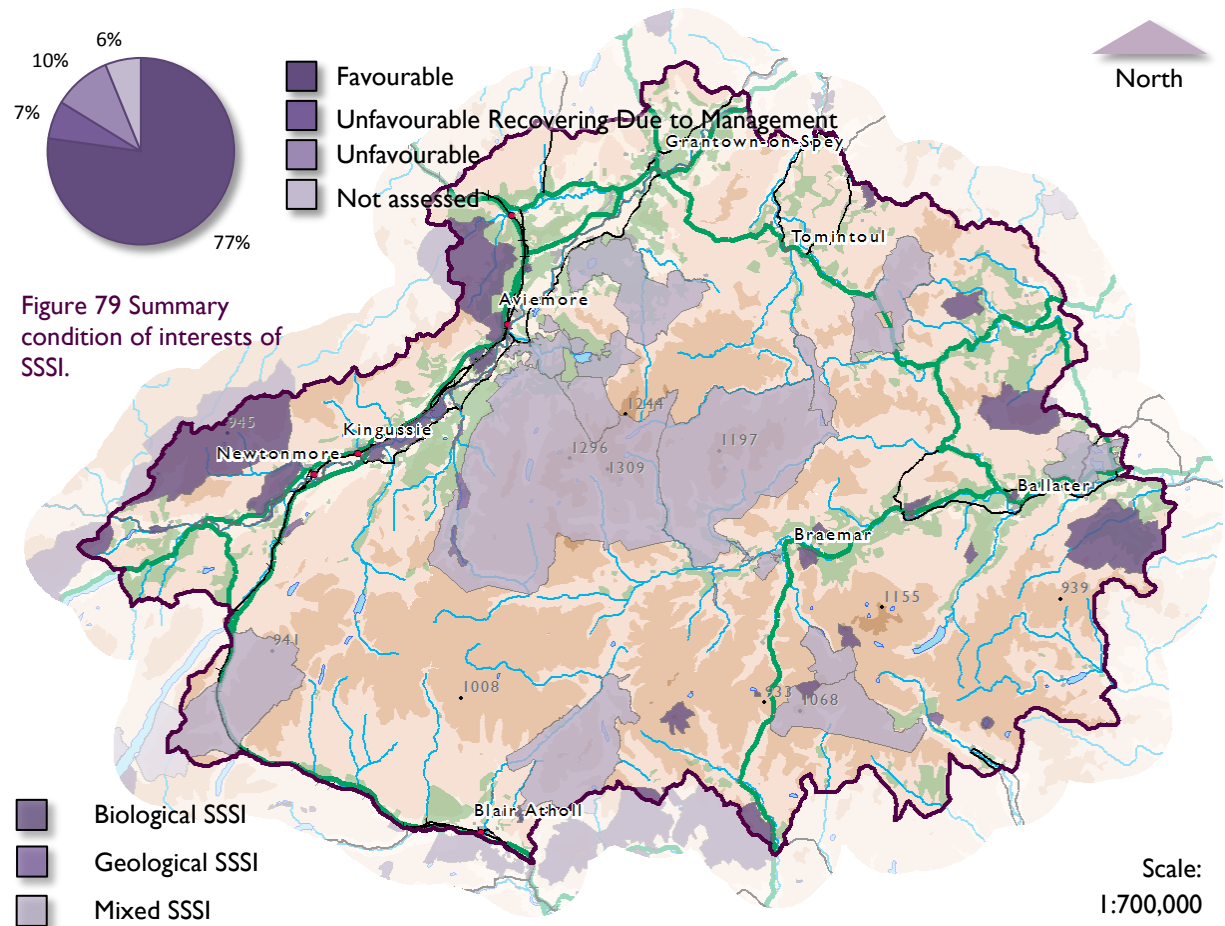 6%
10%
7%
77%
Favourable
Unfavourable Recovering Due to Management
Unfavourable
Not assessed
North
Figure 79 Summary
condition of interests of
SSSI.
Grantown-on-Spey
Tomintoul
Aviemore
945
Kingussie
Newtonmore
1244
1296
1309
1197
Ballater
Braemar
1155
939
941
1008
933
1068
Blair Atholl
Biological SSSI
Geological SSSI
Mixed SSSI
Scale:
1:700,000